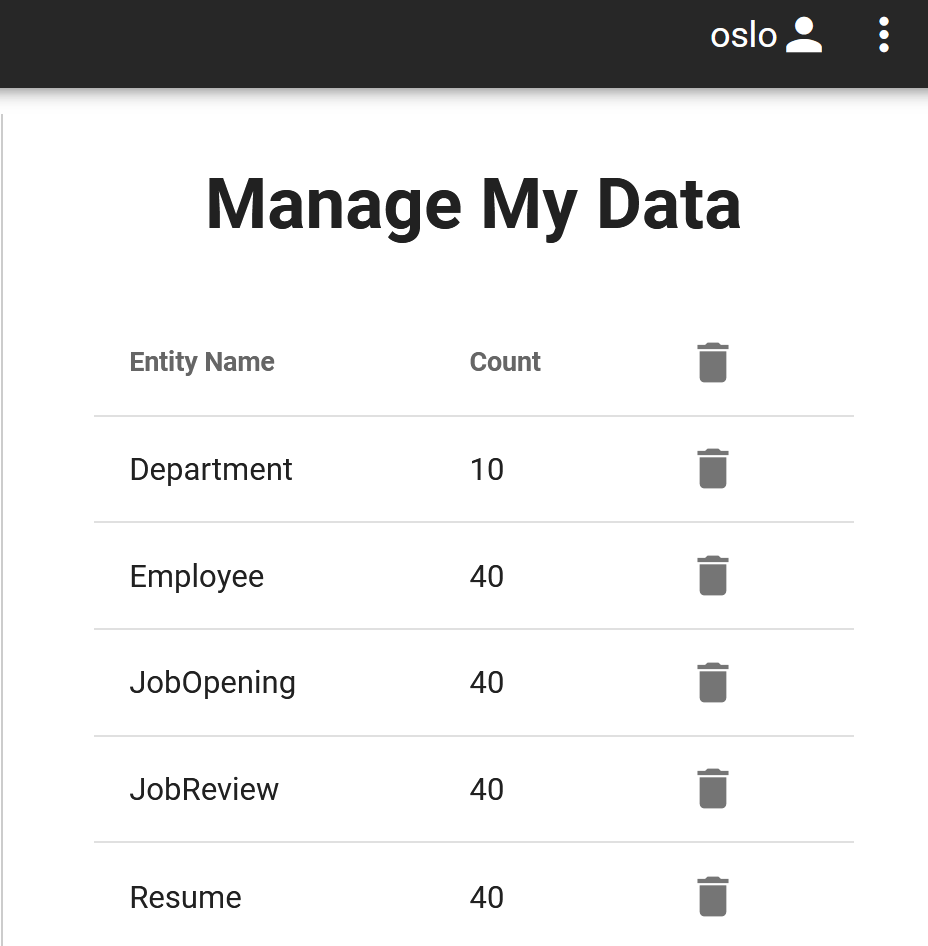 oslo
Manage My Data
Entity Name Count
Department 10
Employee 40
JobOpening 40
JobReview 40
Resume 40